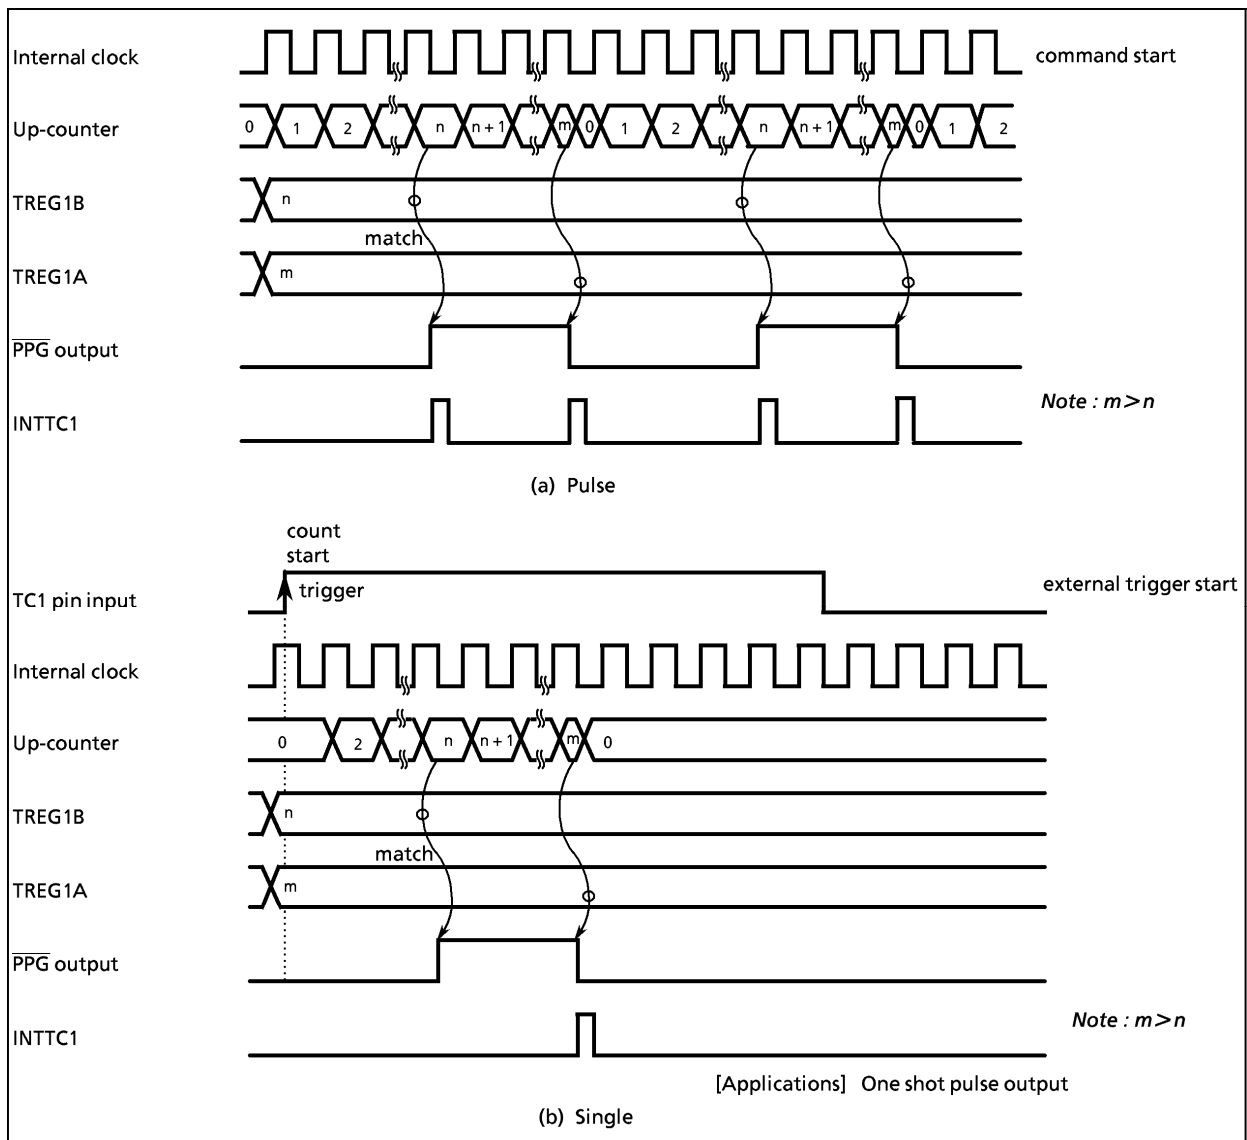 Internal clock
command start
Up-counter
0 1 2 n n + 1 m 0 1 2 n n + 1 m 0 1 2
TREG1B
n
match
TREG1A
m
PPG output
Note : m>n
INTTC1
(a) Pulse
count
start
trigger
TC1 pin input
external trigger start
Internal clock
Up-counter
0 2 n n + 1 m 0
TREG1B
n
match
TREG1A
m
PPG output
Note : m>n
INTTC1
[Applications] One shot pulse output
(b) Single